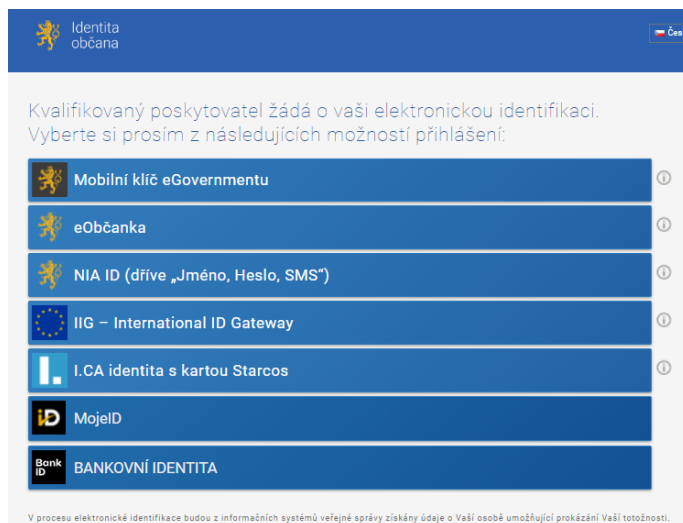 Identita
občana
Kvalifikovaný poskytovatel žádá o vaši elektronickou identifikaci.
Vyberte si prosím z následujících možností přihlášení:
Mobilní klíč eGovernmentu
eObčanka
NIA ID (dříve „Jméno, Heslo, SMS“)
IIG – International ID Gateway
I.CA identita s kartou Starcos
iD
MojeID
Bank
iD
BANKOVNÍ IDENTITA
V procesu elektronické identifikace budou z informačních systémů veřejné správy získány údaje o Vaší osobě umožňující prokázání Vaší totožnosti.